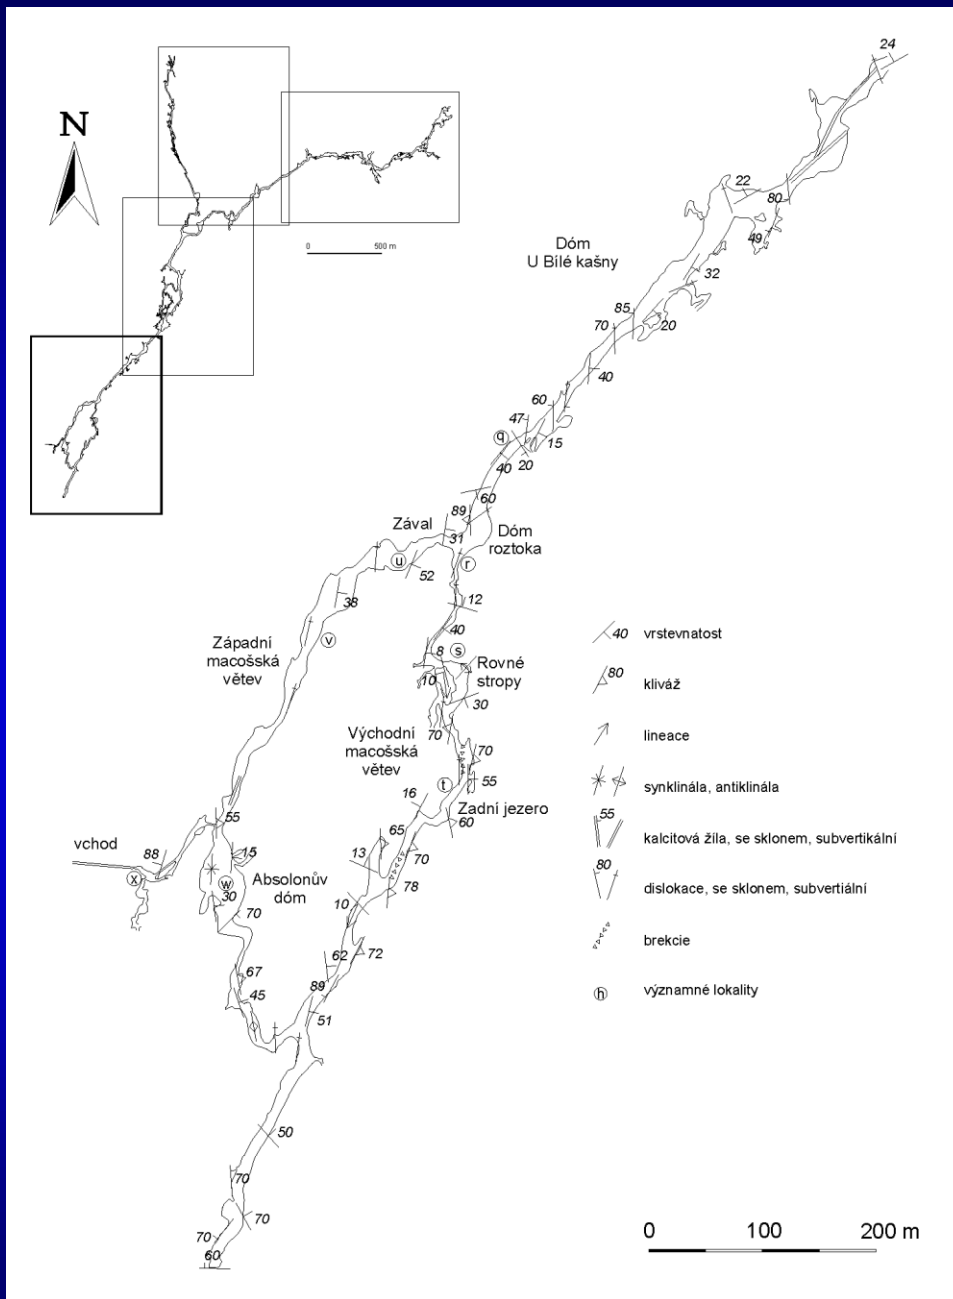 N
0 500 m
24
22
80
49
Dóm
U Bílé kašny
32
85
20
70
40
60
47
15
q
20
40
60
89
Zával
31
Dóm
roztoka
u
r
52
38
12
v
40
Západní
macošská
větev
8
s
10
Rovné
stropy
30
70
Východní
macošská
větev
70
t
55
16
Zadní jezero
60
55
65
vchod
88
15
13
70
x
w
Absolonův
dóm
30
78
70
10
72
62
67
89
45
51
50
70
70
70
60
40 vrstevnatost
80 kliváž
lineace
synklinála, antiklinála
55 kalcitová žíla, se sklonem, subvertikální
80 dislokace, se sklonem, subvertiální
brekcie
h významné lokality
0 100 200 m